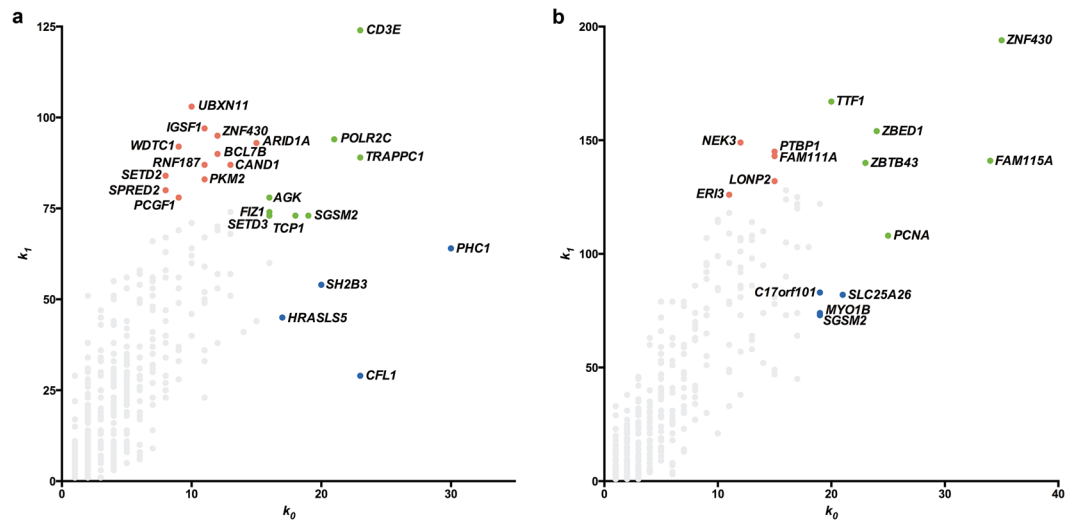 a
125
100
75
50
25
0
k1
0
10
20
30
k0
CD3E
UBXN11
IGSF1
ZNF430
WDTC1
ARID1A
BCL7B
RNF187
CAND1
SETD2
PKM2
SPRED2
PCGF1
POLR2C
TRAPPC1
AGK
FIZ1
SETD3
TCP1
SGSM2
PHC1
SH2B3
HRASLS5
CFL1
b
200
150
100
50
0
k1
0
10
20
30
40
k0
ZNF430
TTF1
ZBED1
NEK3
PTBP1
FAM111A
ZBTB43
FAM115A
LONP2
ERI3
PCNA
C17orf101
SLC25A26
MYO1B
SGSM2